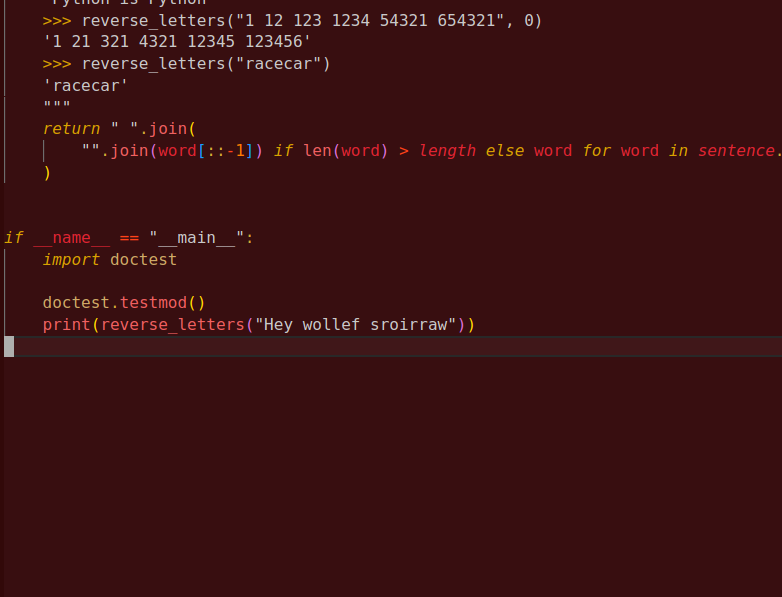 'Python is Python'
>>> reverse_letters("1 12 123 1234 54321 654321", 0)
'1 21 321 4321 12345 123456'
>>> reverse_letters("racecar")
'racecar'
"""
return " ".join(
"".join(word[::-1]) if len(word) > length else word for word in sentence.
)
if __name__ == "__main__":
import doctest
doctest.testmod()
print(reverse_letters("Hey wollef sroirraw"))